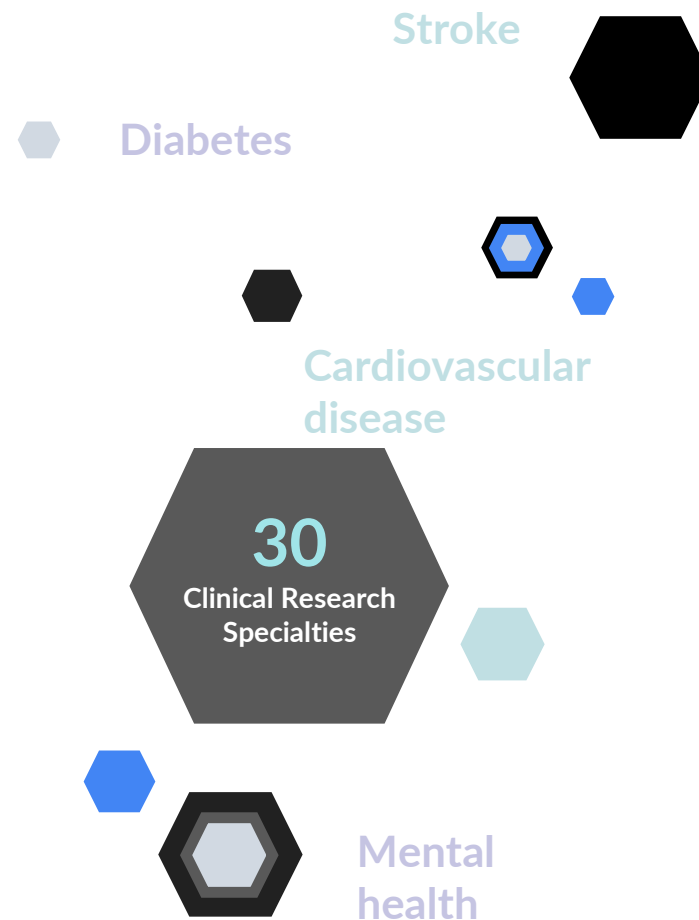 Stroke
Diabetes
Cardiovascular
disease
30
Clinical Research
Specialties
Mental
health